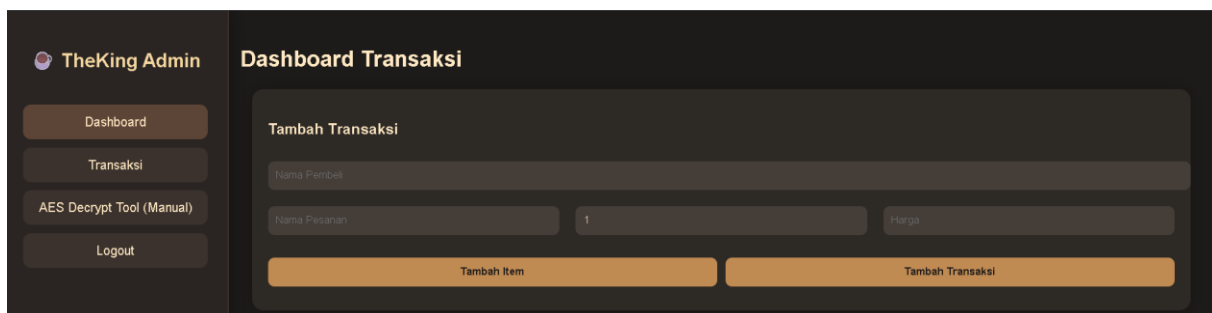 TheKing Admin
Dashboard
Transaksi
AES Decrypt Tool (Manual)
Logout
Dashboard Transaksi
Tambah Transaksi
Nama Pembeli
Nama Pesanan 1 Harga
Tambah Item Tambah Transaksi